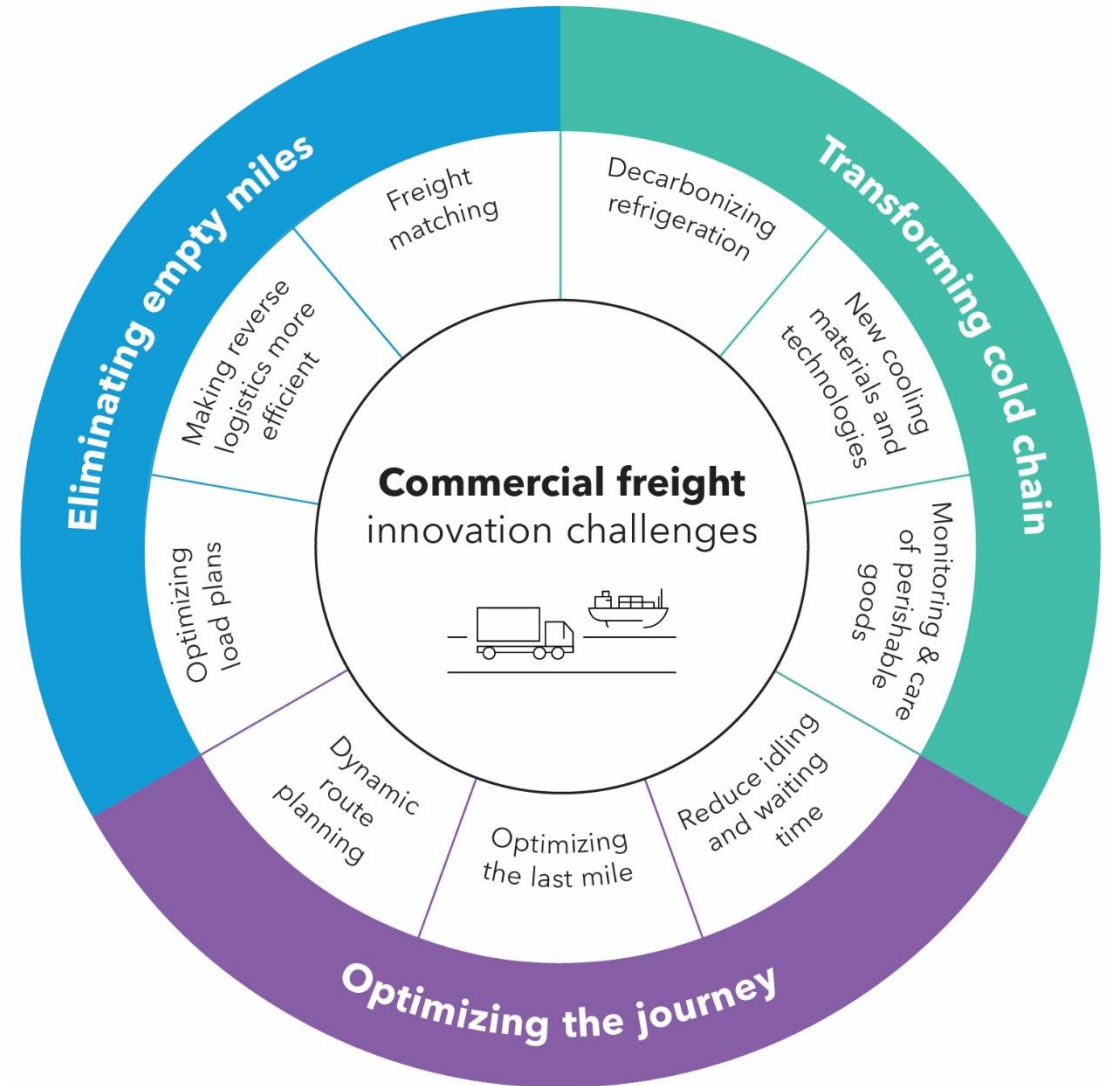 Commercial freight
innovation challenges
Transforming cold chain
Decarbonizing
refrigeration
New cooling
materials and
technologies
Monitoring & care
of perishable
goods
Optimizing the journey
Reduce idling
and waiting
time
Optimizing
the last mile
Dynamic
route
planning
Eliminating empty miles
Optimizing
load plans
Making reverse
logistics more
efficient
Freight
matching